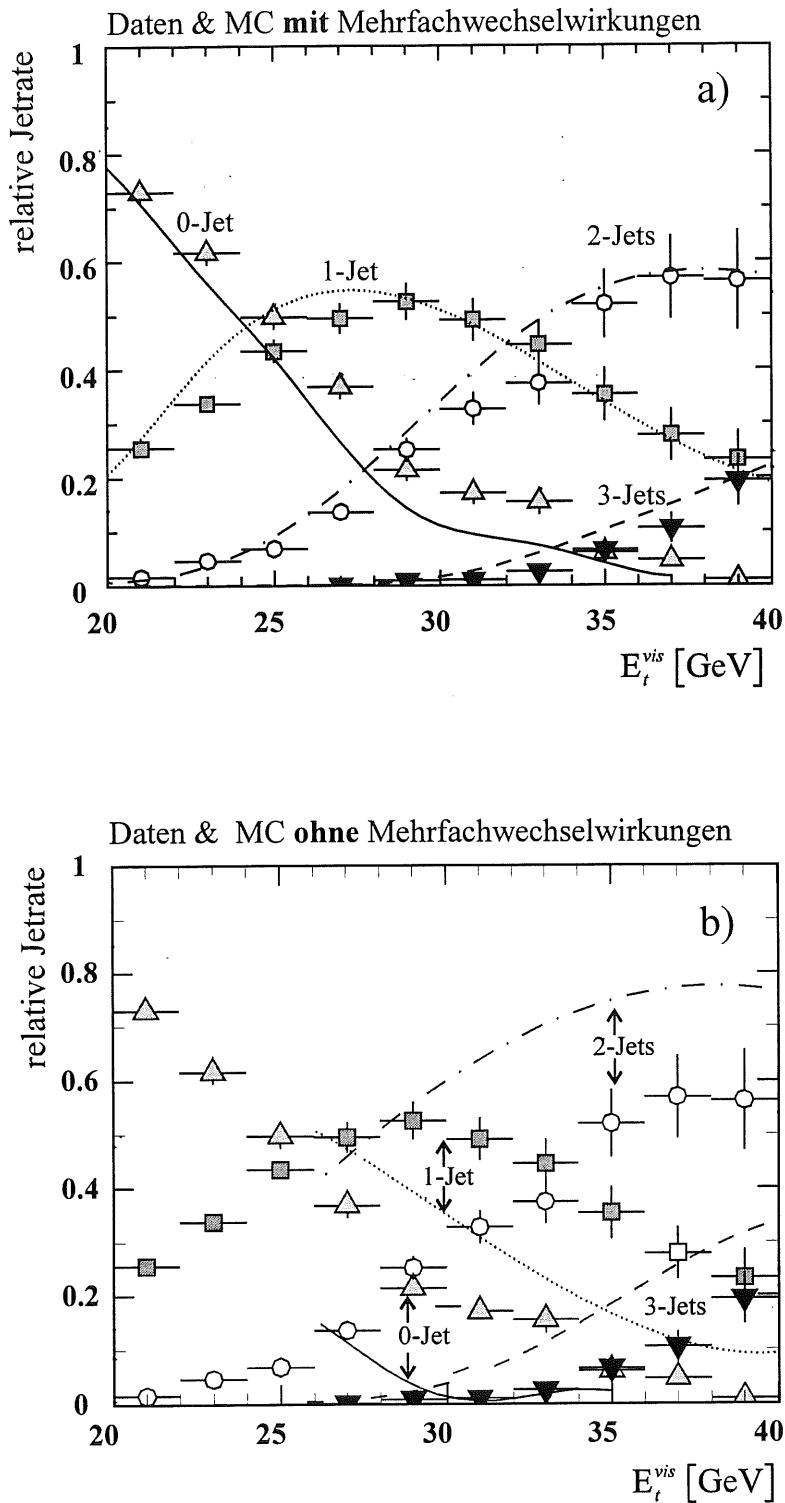 Daten & MC mit Mehrfachwechselwirkungen
relative Jetrate
1
0.8
0.6
0.4
0.2
0
a)
0-Jet
1-Jet
2-Jets
3-Jets
20 25 30 35 40
E_t^vis [GeV]
Daten & MC ohne Mehrfachwechselwirkungen
relative Jetrate
1
0.8
0.6
0.4
0.2
0
b)
2-Jets
1-Jet
3-Jets
0-Jet
20 25 30 35 40
E_t^vis [GeV]